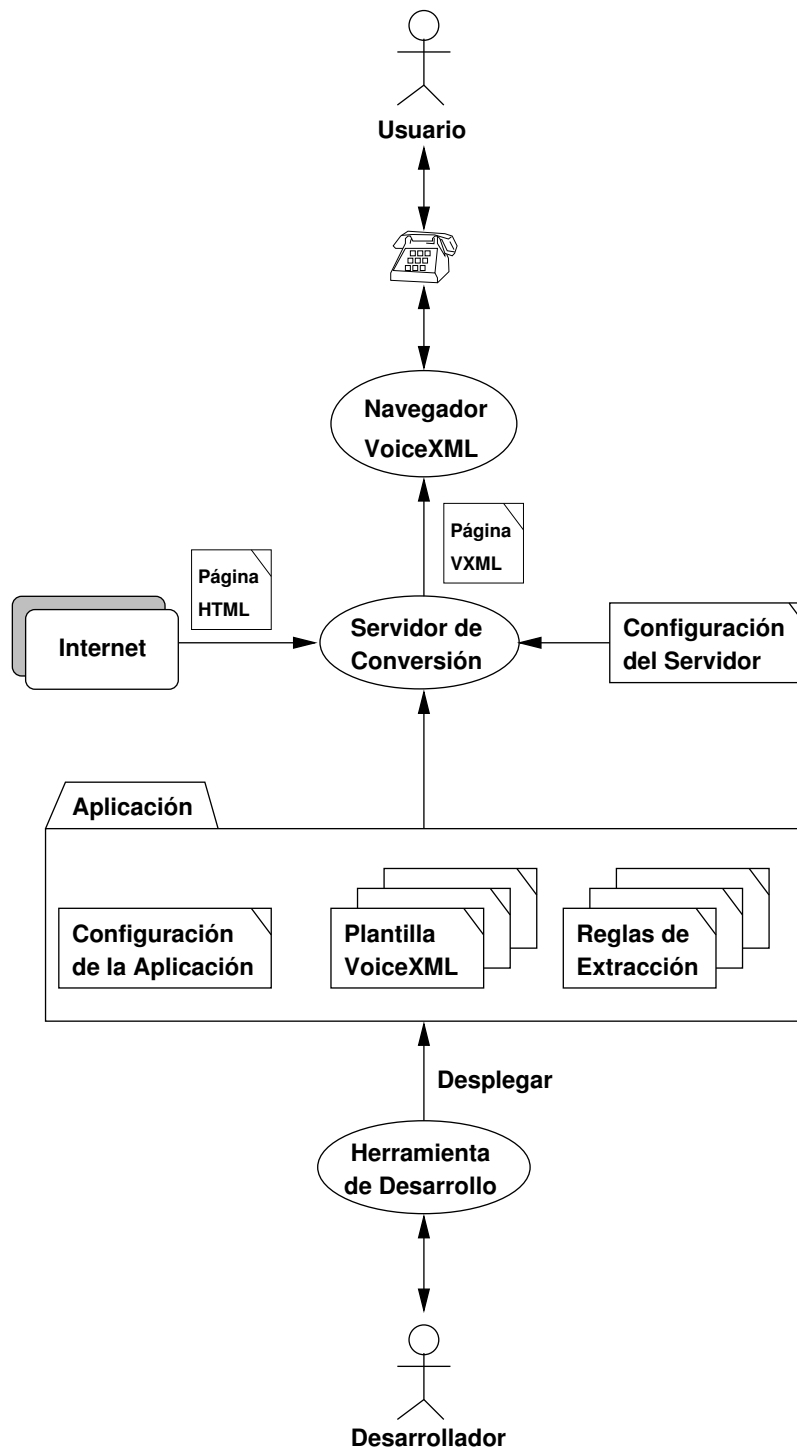 Usuario
Navegador
VoiceXML
Página
VXML
Página
HTML
Internet
Servidor de
Conversión
Configuración
del Servidor
Aplicación
Configuración
de la Aplicación
Plantilla
VoiceXML
Reglas de
Extracción
Desplegar
Herramienta
de Desarrollo
Desarrollador